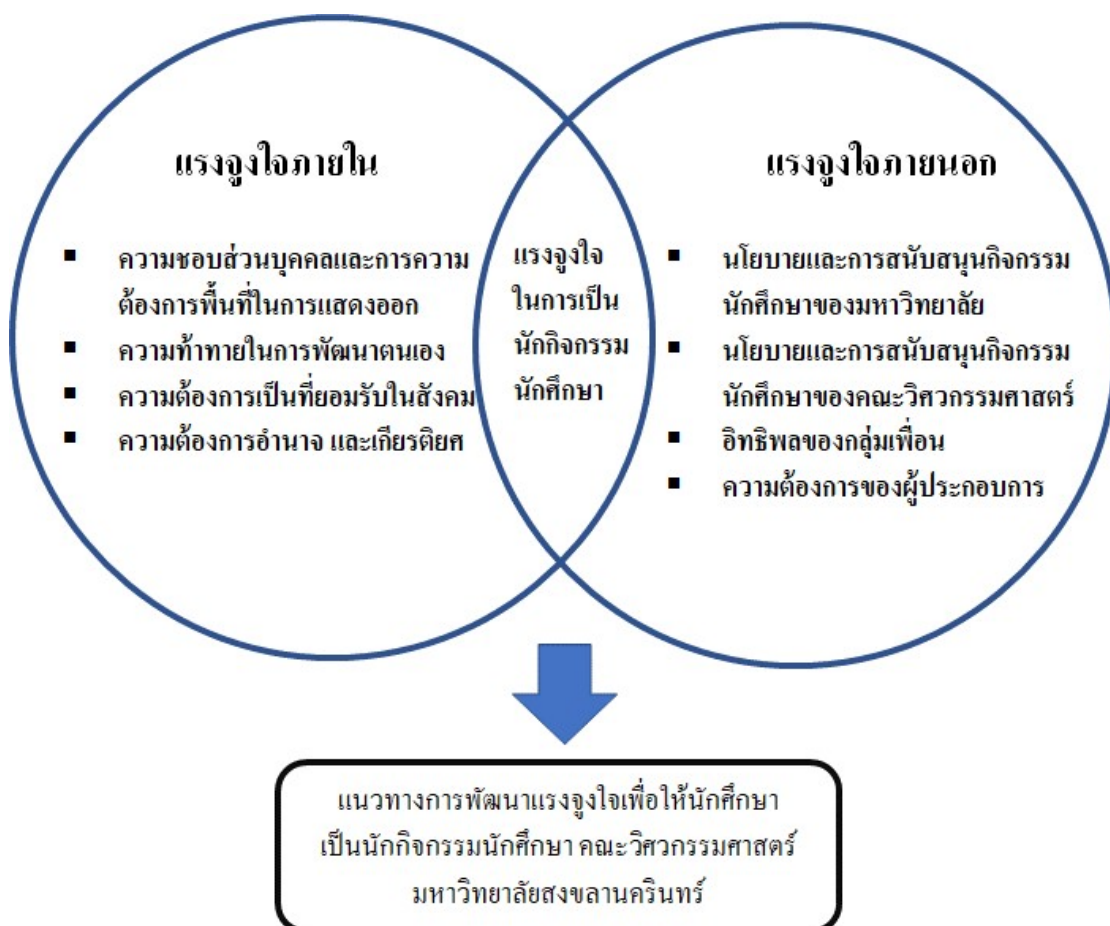 แรงจูงใจภายใน
▪ ความชอบส่วนบุคคลและการความ
ต้องการพื้นที่ในการแสดงออก
▪ ความท้าทายในการพัฒนาตนเอง
▪ ความต้องการเป็นที่ยอมรับในสังคม
▪ ความต้องการอำนาจ และเกียรติยศ
แรงจูงใจ
ในการเป็น
นักกิจกรรม
นักศึกษา
แรงจูงใจภายนอก
▪ นโยบายและการสนับสนุนกิจกรรม
นักศึกษาของมหาวิทยาลัย
▪ นโยบายและการสนับสนุนกิจกรรม
นักศึกษาของคณะวิศวกรรมศาสตร์
▪ อิทธิพลของกลุ่มเพื่อน
▪ ความต้องการของผู้ประกอบการ
แนวทางการพัฒนาแรงจูงใจเพื่อให้นักศึกษา
เป็นนักกิจกรรมนักศึกษา คณะวิศวกรรมศาสตร์
มหาวิทยาลัยสงขลานครินทร์